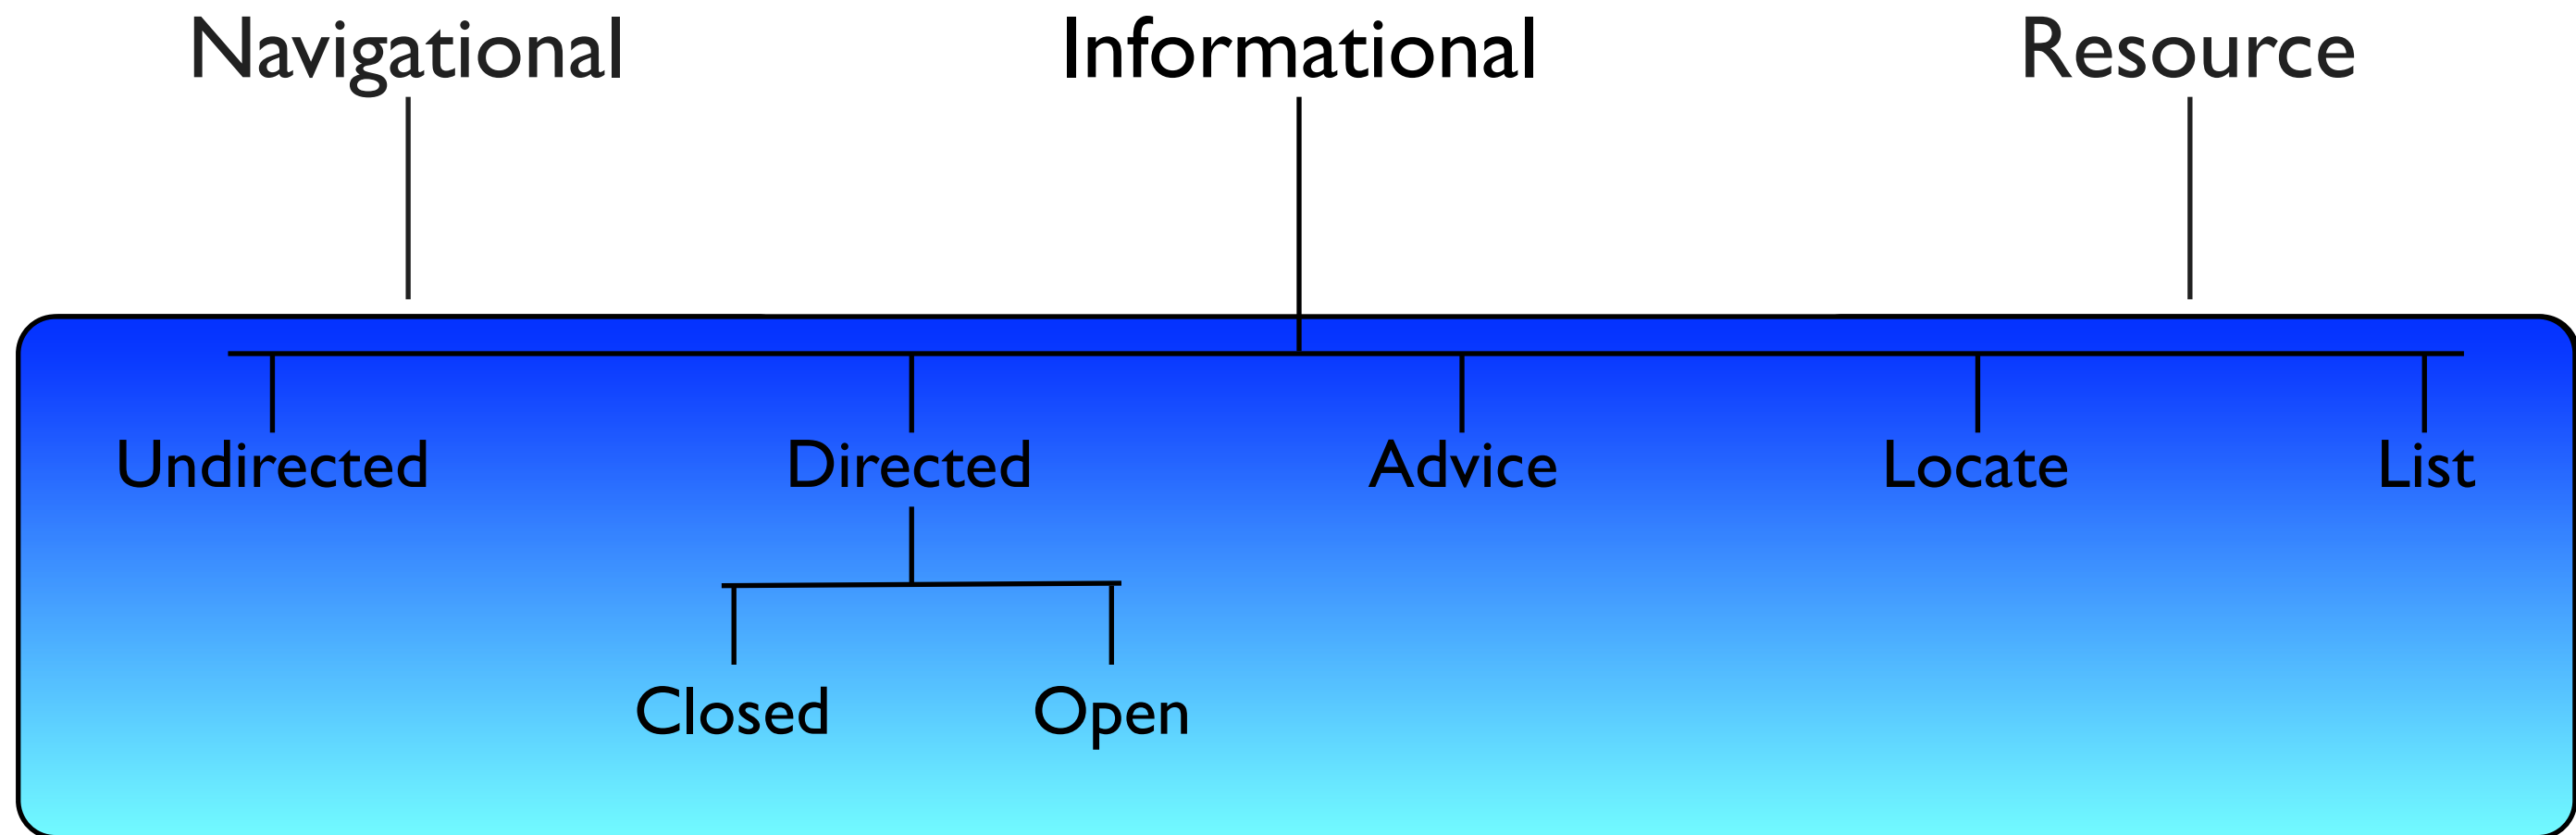 Navigational Informational Resource
Undirected Directed Advice Locate List
Closed Open